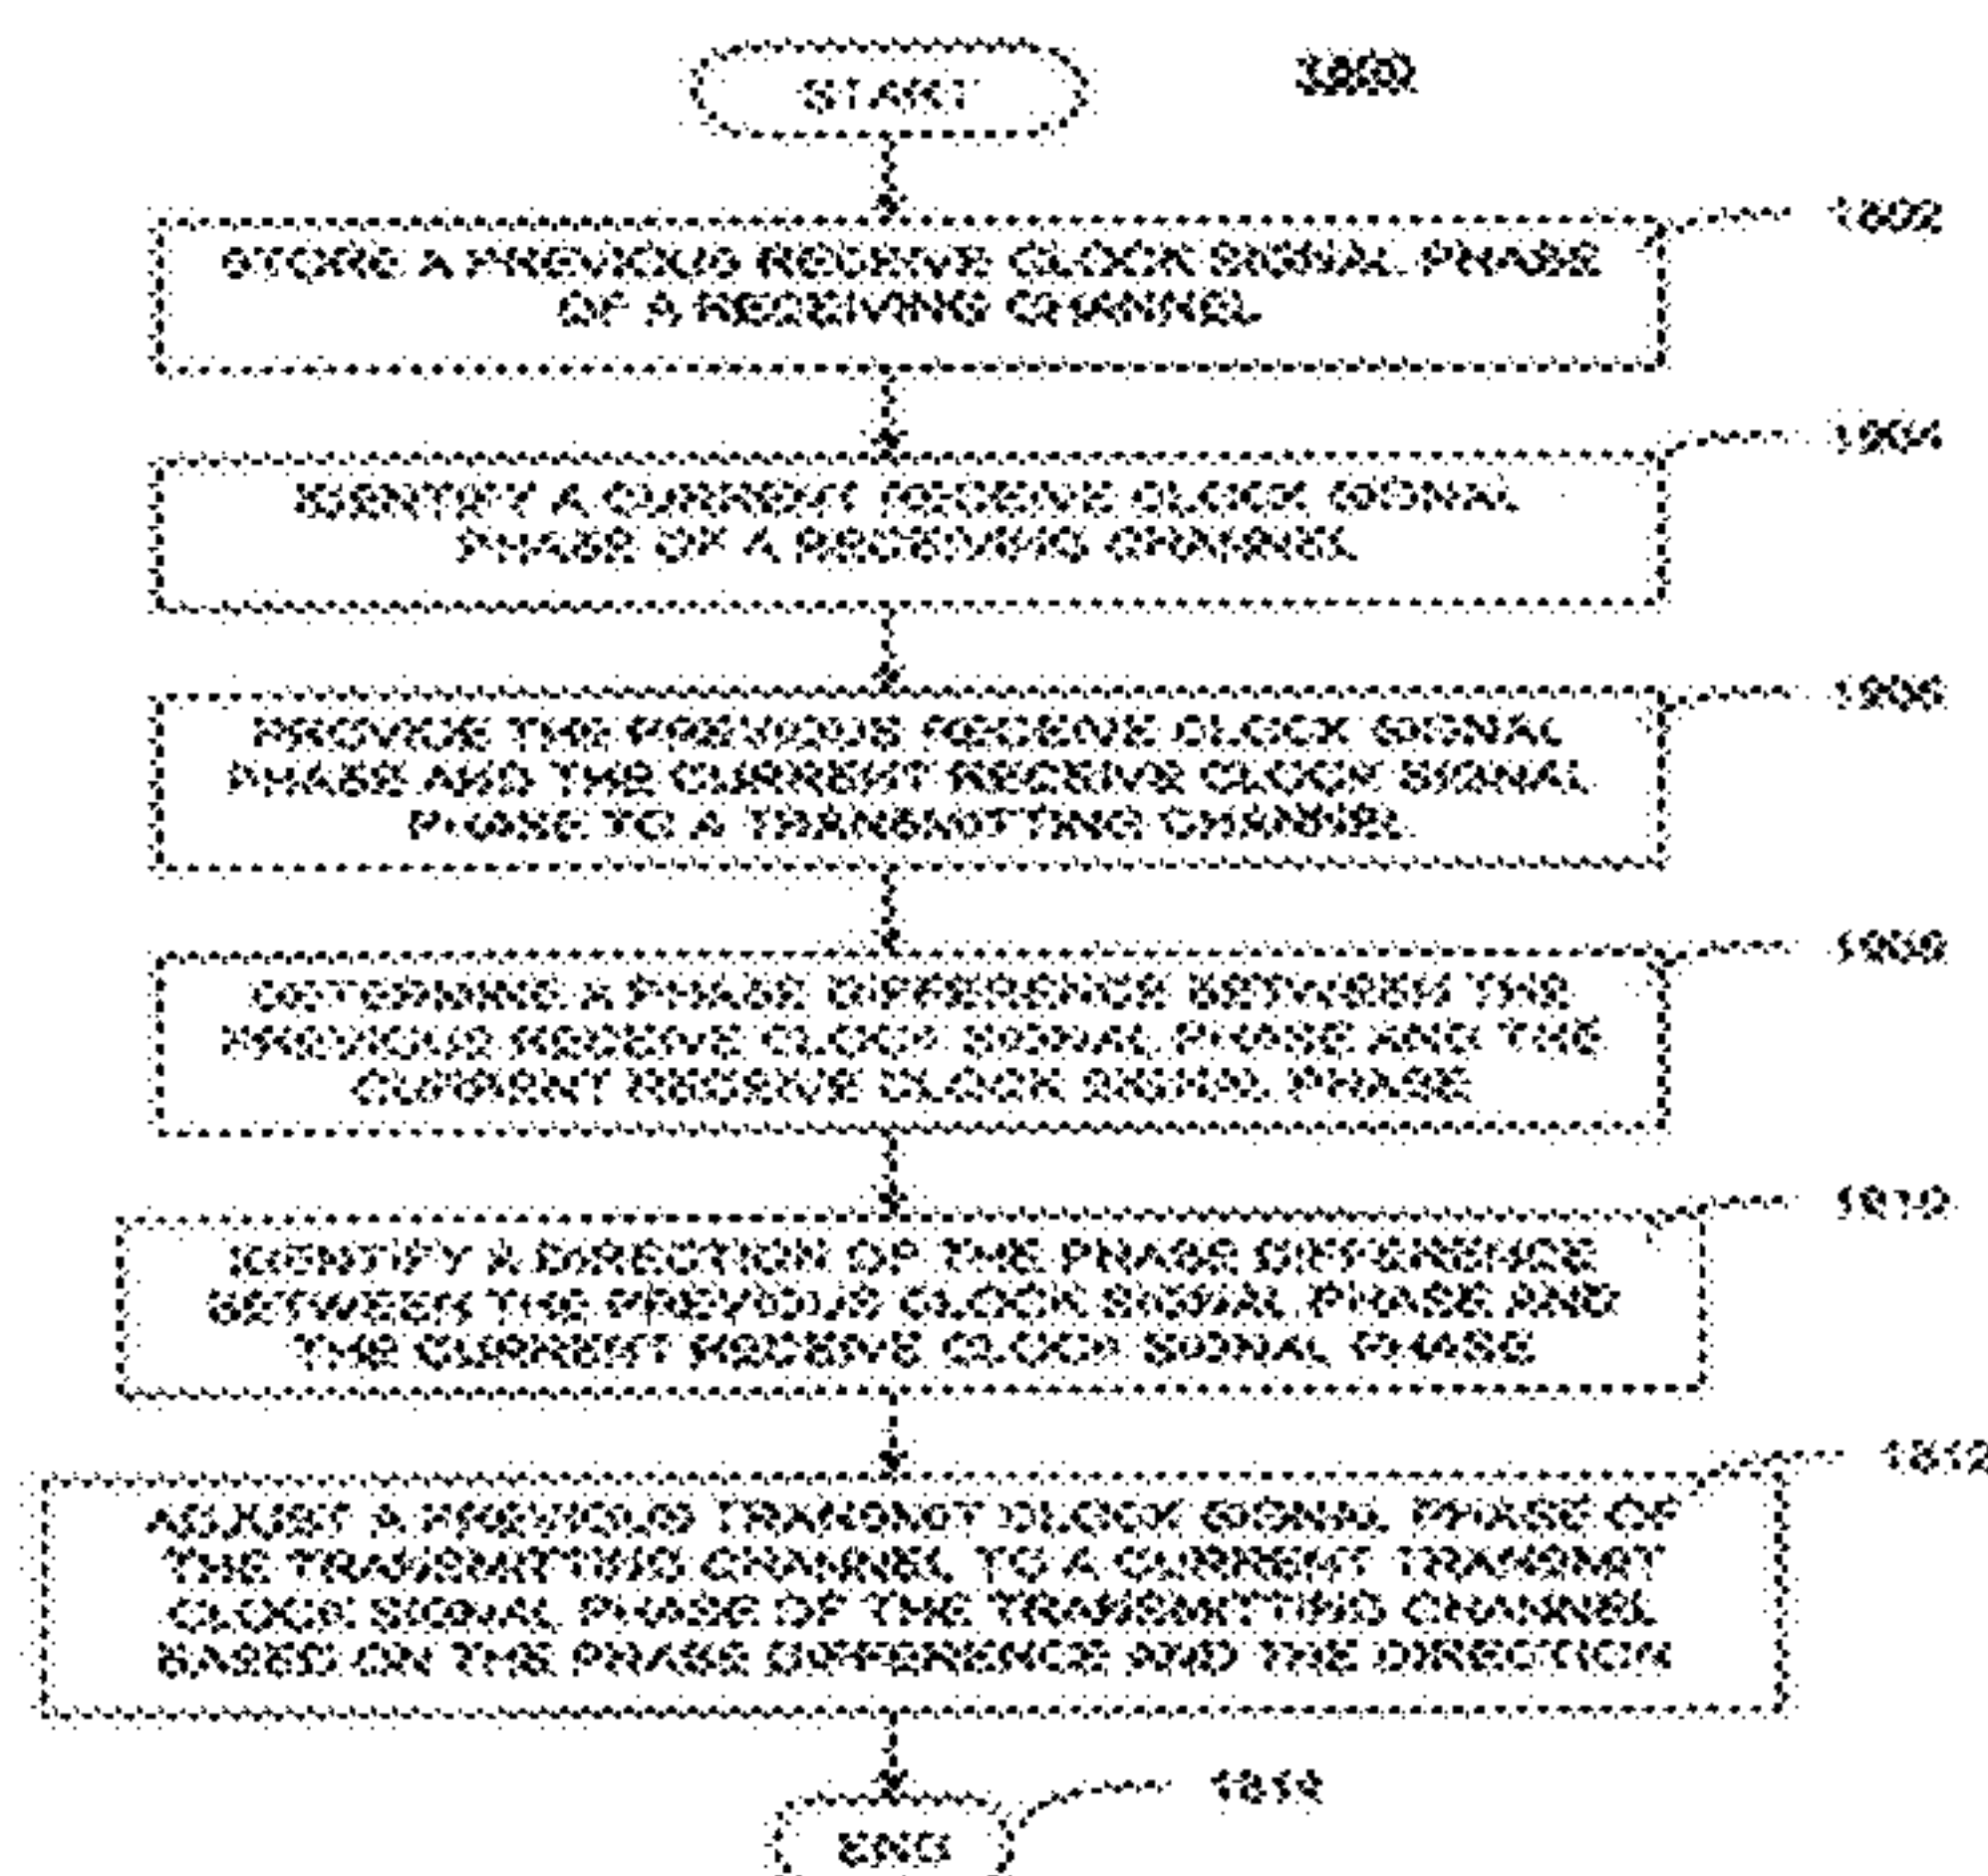 START
STORE A PREVIOUS RECEIVE CLOCK SIGNAL PHASE
OF A RECEIVING CHANNEL
IDENTIFY A CURRENT RECEIVE CLOCK SIGNAL
PHASE OF A RECEIVING CHANNEL
PROVIDE THE PREVIOUS RECEIVE CLOCK SIGNAL
PHASE AND THE CURRENT RECEIVE CLOCK SIGNAL
PHASE TO A TRANSMITTING CHANNEL
DETERMINE A PHASE DIFFERENCE BETWEEN THE
PREVIOUS RECEIVE CLOCK SIGNAL PHASE AND THE
CURRENT RECEIVE CLOCK SIGNAL PHASE
IDENTIFY A DIRECTION OF THE PHASE DIFFERENCE
BETWEEN THE PREVIOUS CLOCK SIGNAL PHASE AND
THE CURRENT RECEIVE CLOCK SIGNAL PHASE
ADJUST A PREVIOUS TRANSMIT CLOCK SIGNAL PHASE OF
THE TRANSMITTING CHANNEL TO A CURRENT TRANSMIT
CLOCK SIGNAL PHASE OF THE TRANSMITTING CHANNEL
BASED ON THE PHASE DIFFERENCE AND THE DIRECTION
END